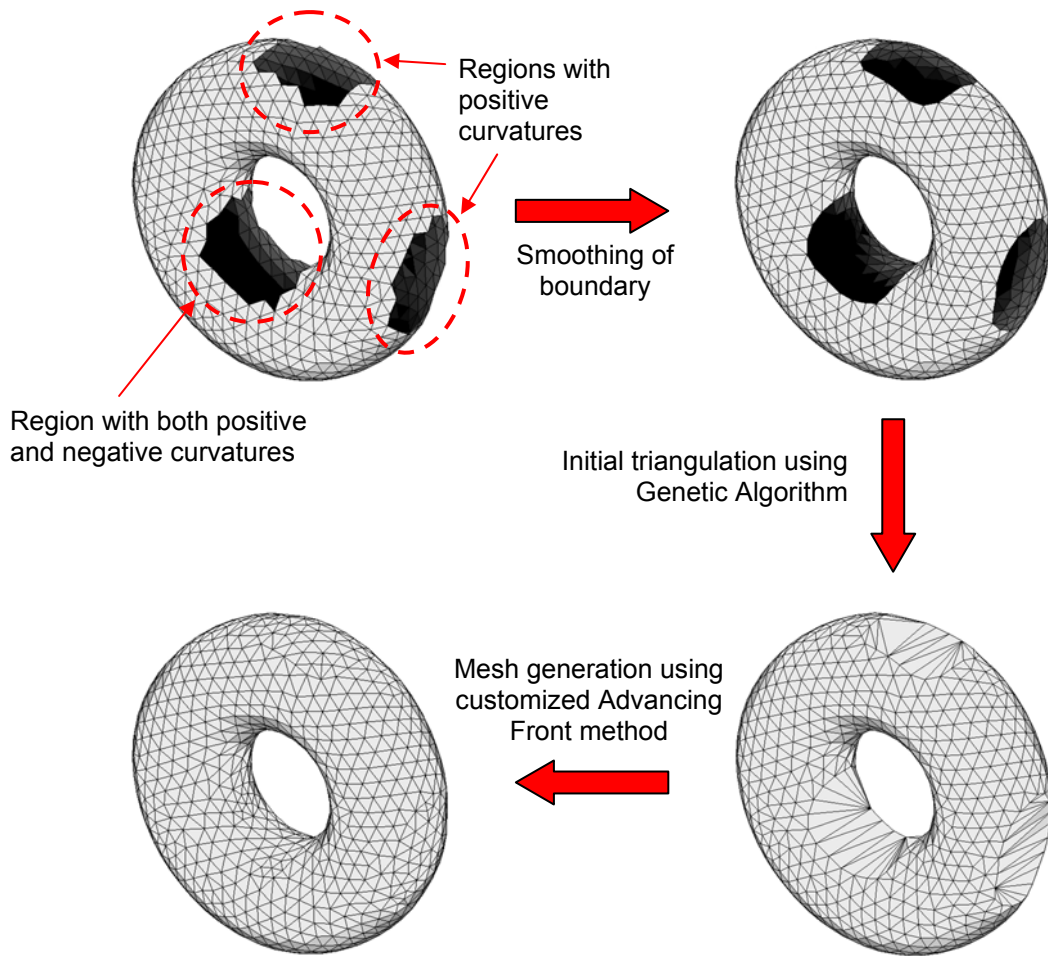 Regions with
positive
curvatures
Smoothing of
boundary
Region with both positive
and negative curvatures
Initial triangulation using
Genetic Algorithm
Mesh generation using
customized Advancing
Front method